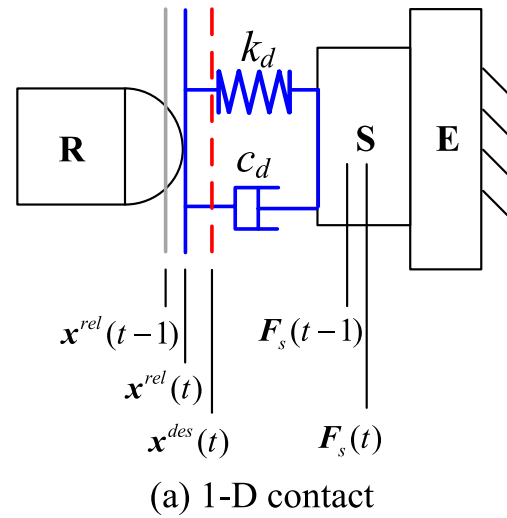 k_d
R
S
E
c_d
x^{rel}(t−1)
F_s(t−1)
x^{rel}(t)
x^{des}(t)
F_s(t)
(a) 1-D contact